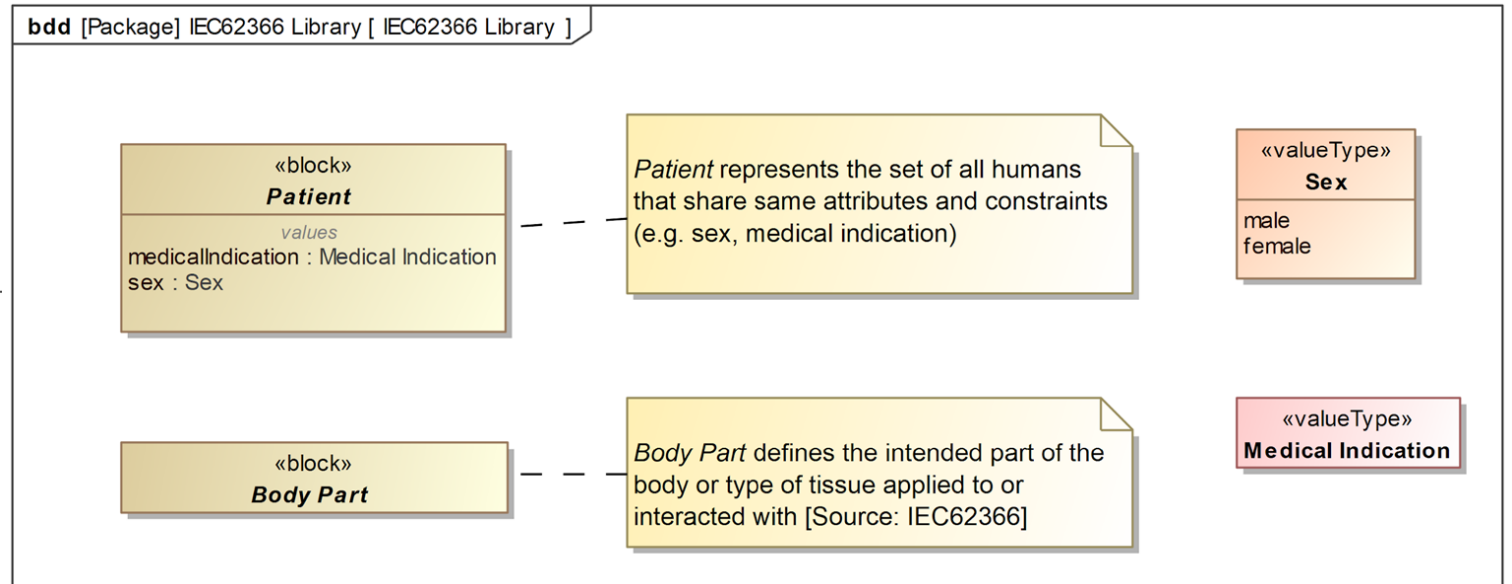 bdd [Package] IEC62366 Library [ IEC62366 Library ]
«block»
Patient
values
medicalIndication : Medical Indication
sex : Sex
Patient represents the set of all humans
that share same attributes and constraints
(e.g. sex, medical indication)
«valueType»
Sex
male
female
«block»
Body Part
Body Part defines the intended part of the
body or type of tissue applied to or
interacted with [Source: IEC62366]
«valueType»
Medical Indication